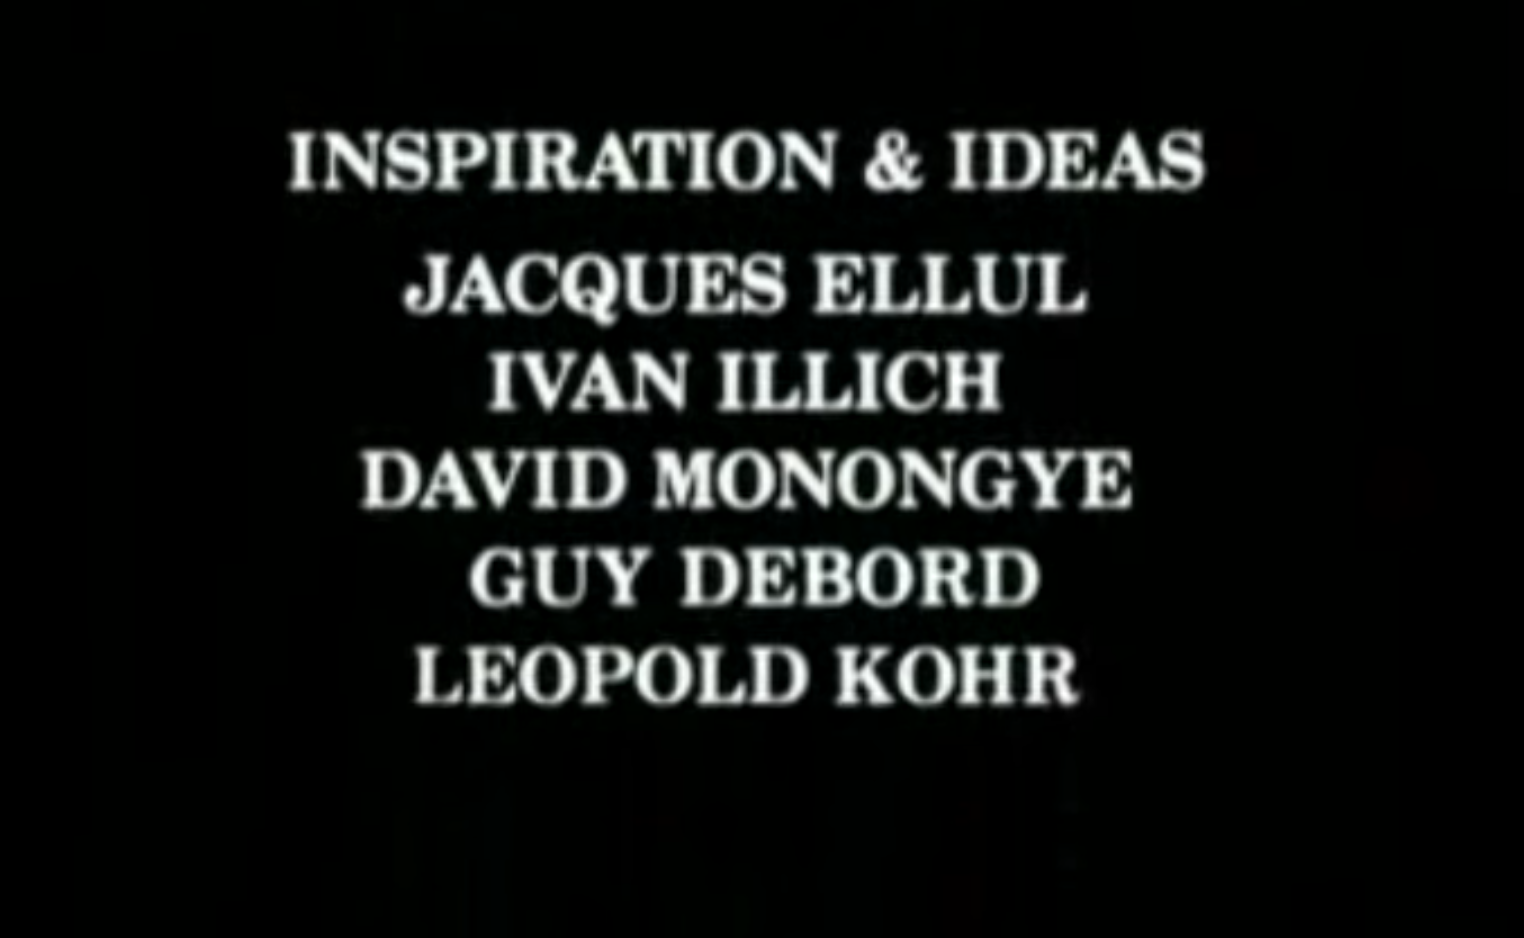 INSPIRATION & IDEAS
JACQUES ELLUL
IVAN ILLICH
DAVID MONONGYE
GUY DEBORD
LEOPOLD KOHR